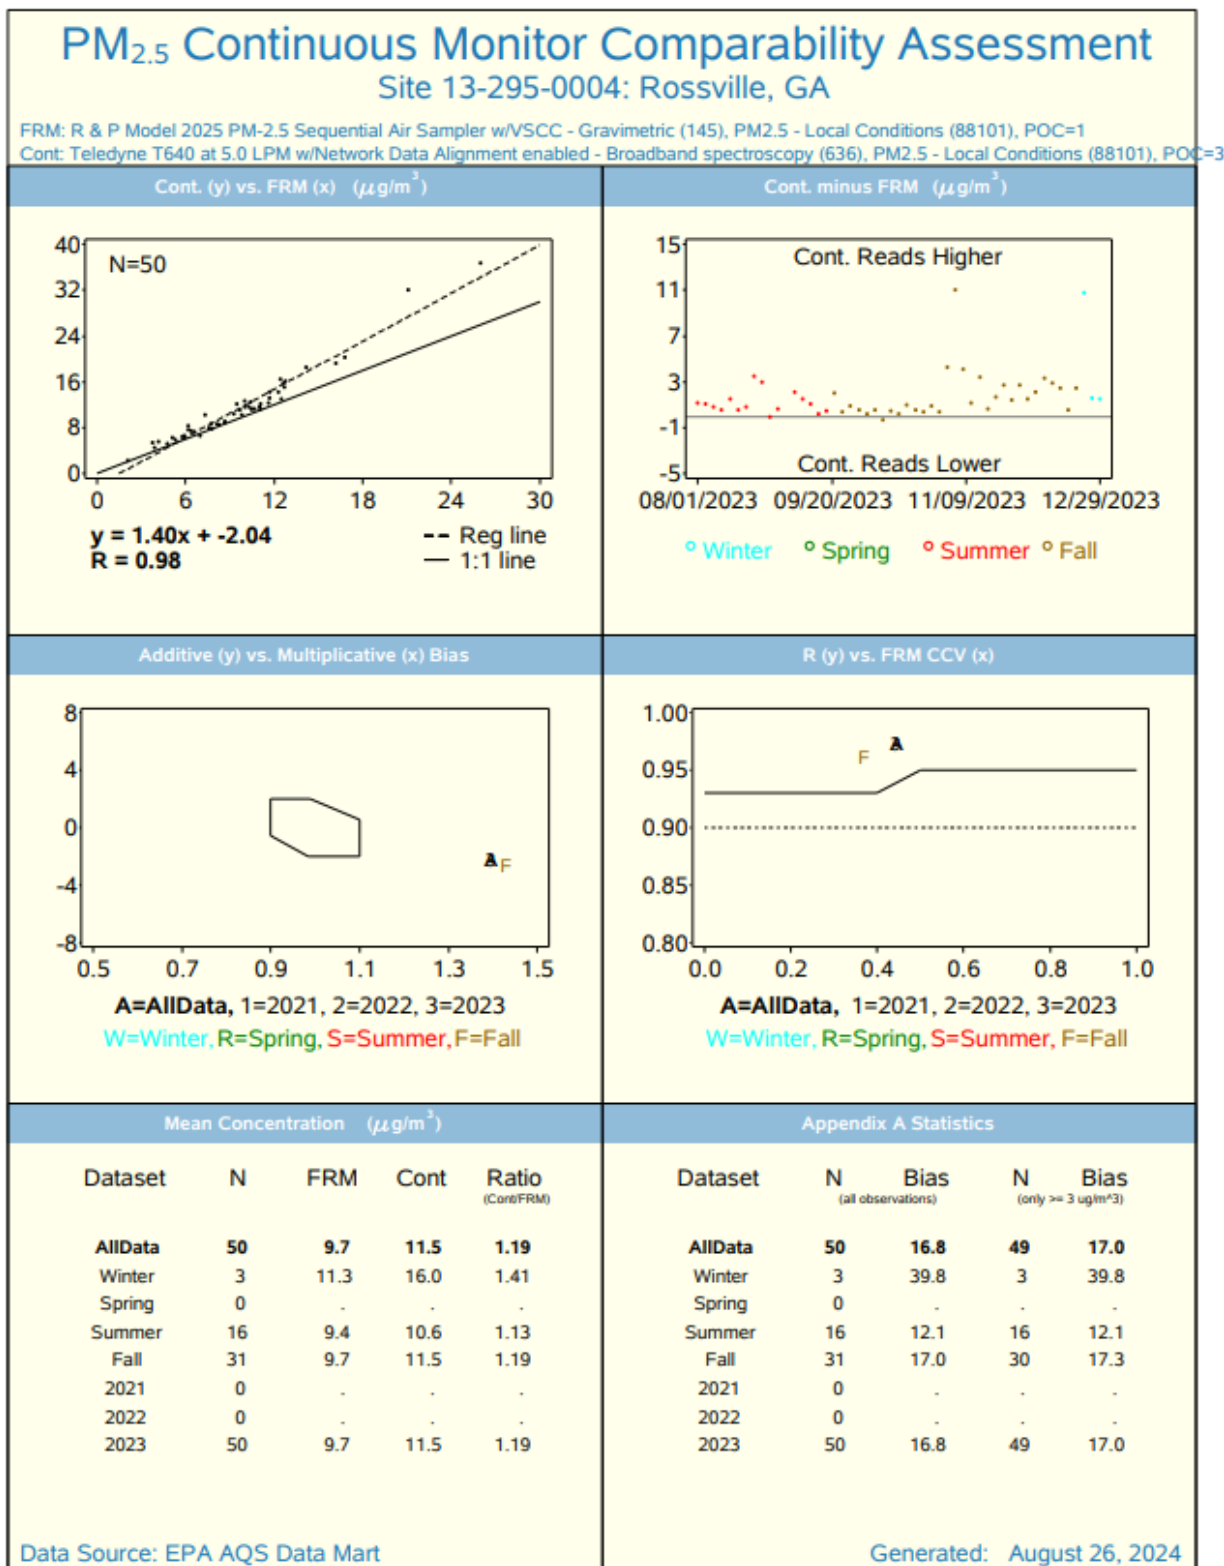 PM2.5 Continuous Monitor Comparability Assessment
Site 13-295-0004: Rossville, GA
FRM: R & P Model 2025 PM-2.5 Sequential Air Sampler w/VSCC - Gravimetric (145), PM2.5 - Local Conditions (88101), POC=1
Cont: Teledyne T640 at 5.0 LPM w/Network Data Alignment enabled - Broadband spectroscopy (636), PM2.5 - Local Conditions (88101), POC=3
Cont. (y) vs. FRM (x) (μg/m³)
40
32
24
16
8
0
N=50
0 6 12 18 24 30
y = 1.40x + -2.04
R = 0.98
Reg line
1:1 line
Cont. minus FRM (μg/m³)
15
11
7
3
-1
-5
Cont. Reads Higher
Cont. Reads Lower
08/01/2023 09/20/2023 11/09/2023 12/29/2023
Winter Spring Summer Fall
Additive (y) vs. Multiplicative (x) Bias
8
4
0
-4
-8
A F
0.5 0.7 0.9 1.1 1.3 1.5
A=AllData, 1=2021, 2=2022, 3=2023
W=Winter, R=Spring, S=Summer, F=Fall
R (y) vs. FRM CCV (x)
1.00
0.95
0.90
0.85
0.80
F A
0.0 0.2 0.4 0.6 0.8 1.0
A=AllData, 1=2021, 2=2022, 3=2023
W=Winter, R=Spring, S=Summer, F=Fall
Mean Concentration (μg/m³)
Dataset N FRM Cont Ratio
(Cont/FRM)
AllData 50 9.7 11.5 1.19
Winter 3 11.3 16.0 1.41
Spring 0 . . .
Summer 16 9.4 10.6 1.13
Fall 31 9.7 11.5 1.19
2021 0 . . .
2022 0 . . .
2023 50 9.7 11.5 1.19
Appendix A Statistics
Dataset N Bias N Bias
(all observations) (only >= 3 ug/m^3)
AllData 50 16.8 49 17.0
Winter 3 39.8 3 39.8
Spring 0 . . .
Summer 16 12.1 16 12.1
Fall 31 17.0 30 17.3
2021 0 . . .
2022 0 . . .
2023 50 16.8 49 17.0
Data Source: EPA AQS Data Mart
Generated: August 26, 2024